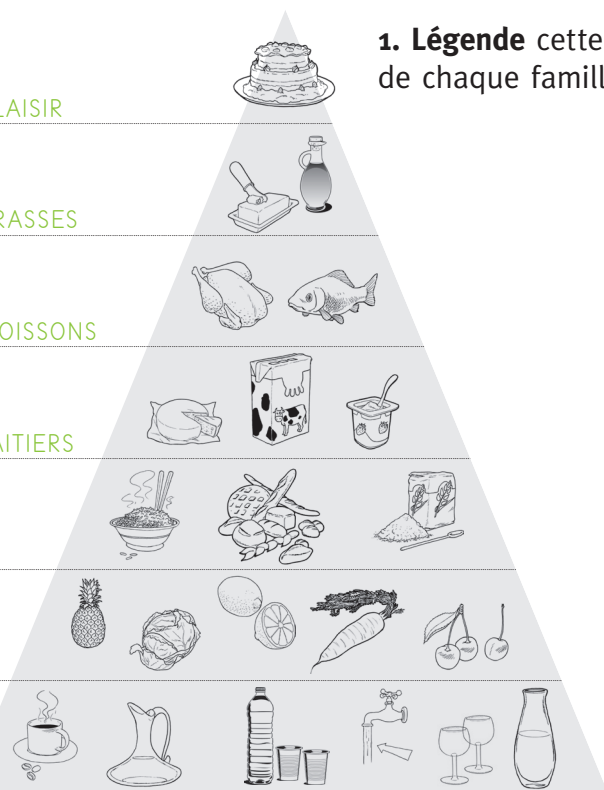 1. Légende cette
de chaque famill
LAISIR
RASSES
OISSONS
AITIERS